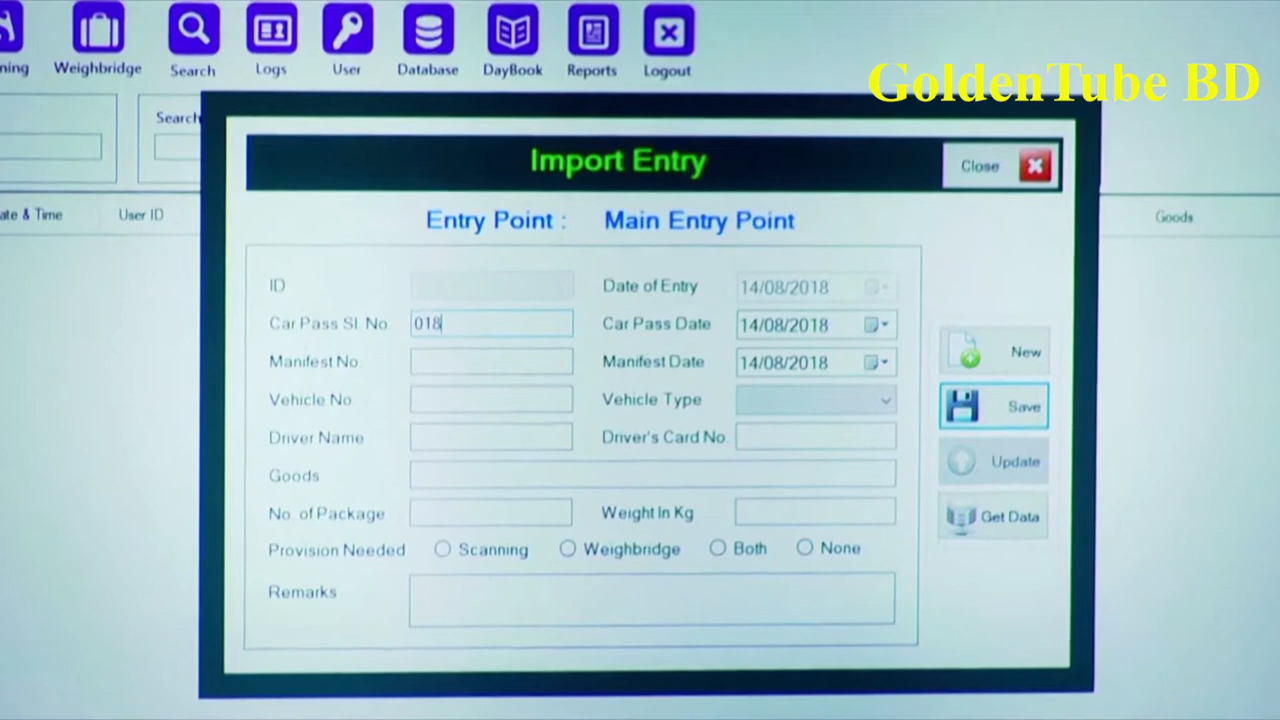 ning Weighbridge Search Logs User Database DayBook Reports Logout
GoldenTube BD
Search
Import Entry Close
ate & Time User ID Goods
Entry Point : Main Entry Point
ID Date of Entry 14/08/2018
Car Pass Sl. No. 018 Car Pass Date 14/08/2018
Manifest No Manifest Date 14/08/2018
New
Vehicle No Vehicle Type
Save
Driver Name Driver's Card No.
Update
Goods
No. of Package Weight In Kg
Get Data
Provision Needed Scanning Weighbridge Both None
Remarks